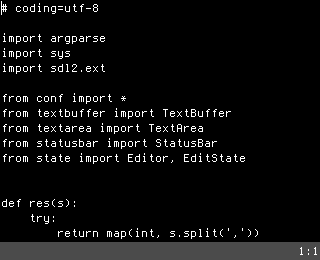 # coding=utf-8

import argparse
import sys
import sdl2.ext

from conf import *
from textbuffer import TextBuffer
from textarea import TextArea
from statusbar import StatusBar
from state import Editor, EditState


def res(s):
    try:
        return map(int, s.split(','))
1:1